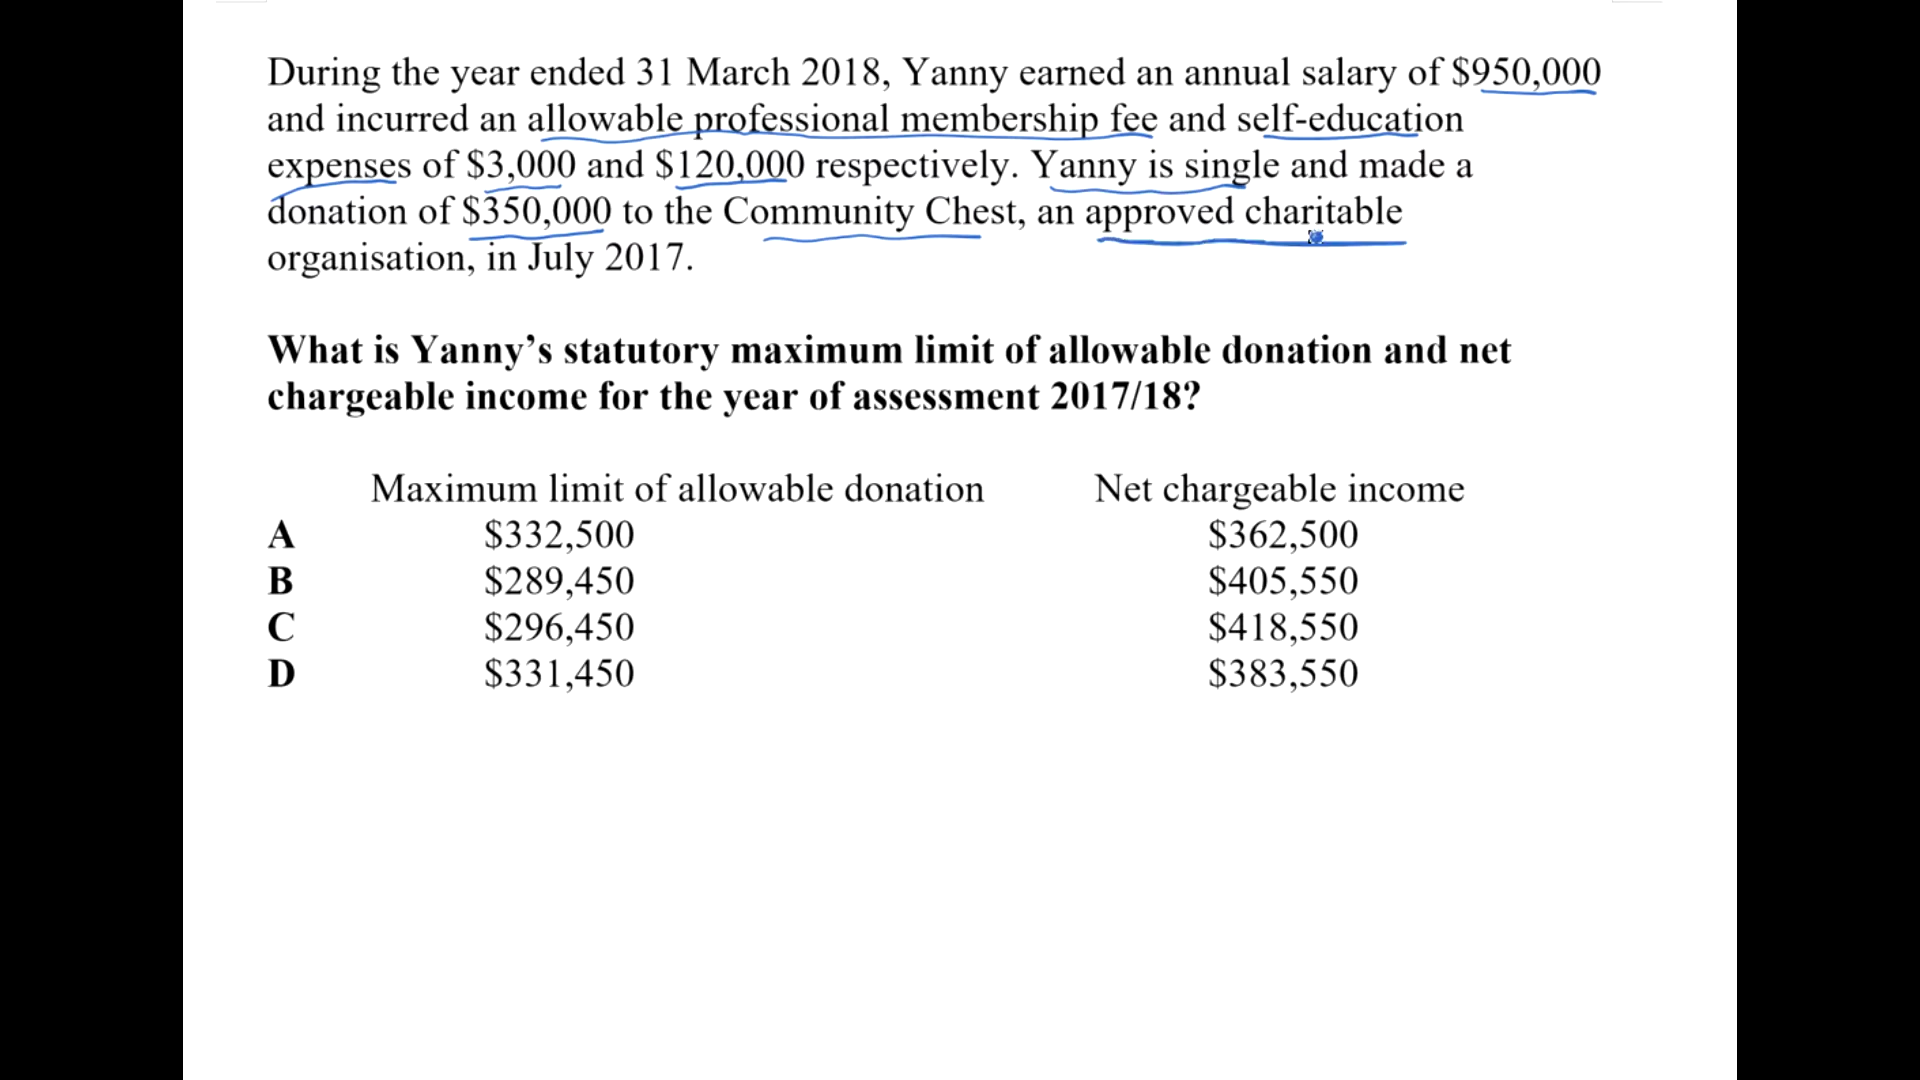 During the year ended 31 March 2018, Yanny earned an annual salary of $950,000
and incurred an allowable professional membership fee and self-education
expenses of $3,000 and $120,000 respectively. Yanny is single and made a
donation of $350,000 to the Community Chest, an approved charitable
organisation, in July 2017.
What is Yanny’s statutory maximum limit of allowable donation and net
chargeable income for the year of assessment 2017/18?
Maximum limit of allowable donation Net chargeable income
A $332,500 $362,500
B $289,450 $405,550
C $296,450 $418,550
D $331,450 $383,550